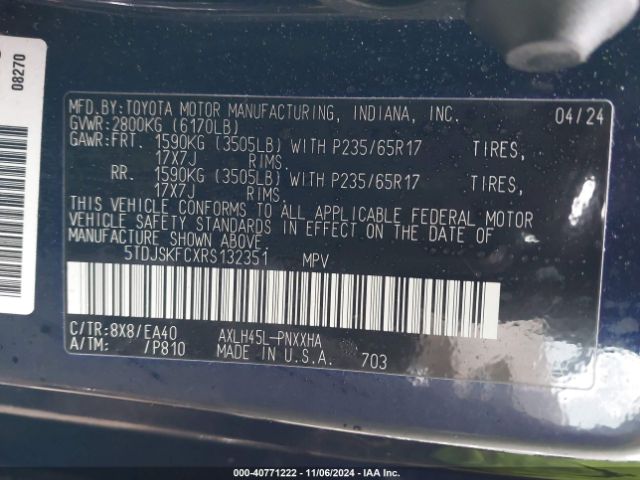 08270
MFD.BY:TOYOTA MOTOR MANUFACTURING, INDIANA, INC. 04/24
GVWR:2800KG (6170LB)
GAWR:FRT. 1590KG (3505LB) WITH P235/65R17 TIRES,
17X7J RIMS,
RR. 1590KG (3505LB) WITH P235/65R17 TIRES,
17X7J RIMS.
THIS VEHICLE CONFORMS TO ALL APPLICABLE FEDERAL MOTOR
VEHICLE SAFETY STANDARDS IN EFFECT ON THE DATE OF
MANUFACTURE SHOWN ABOVE.
5TDJSKFCXRS132351 MPV
C/TR:8X8/EA40 AXLH45L-PNXXHA
A/TM: /P810 MADE IN U.S.A. 703
000-40771222 - 11/06/2024 - IAA Inc.